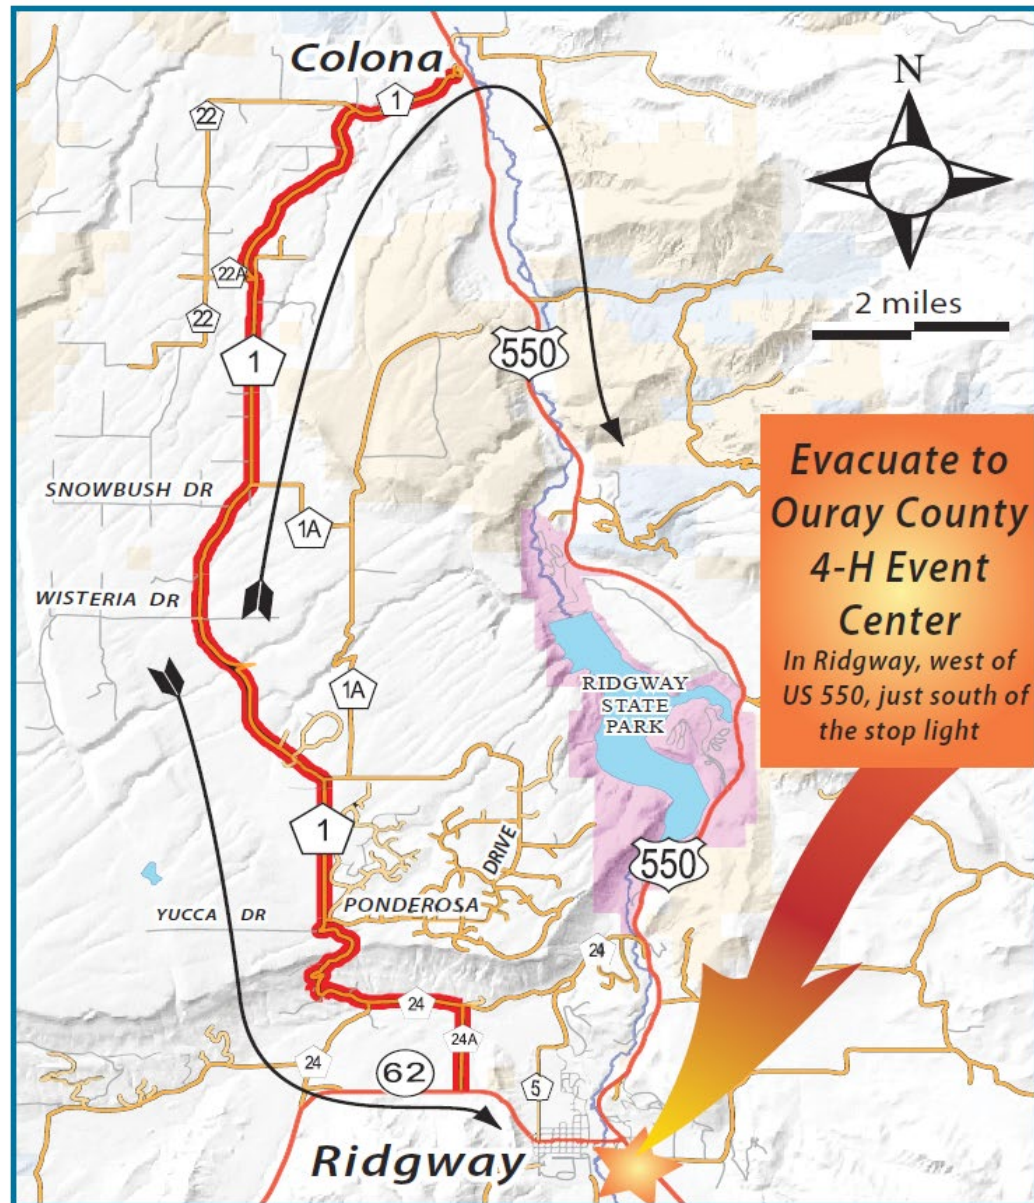 Colona
N
1
22
22A
2 miles
22
550
1
Evacuate to
Ouray County
4-H Event
Center
In Ridgway, west of
US 550, just south of
the stop light
SNOWBUSH DR
1A
WISTERIA DR
RIDGWAY
STATE
PARK
1A
1
DRIVE
550
PONDEROSA
YUCCA DR
24
24
24A
24
62
5
Ridgway